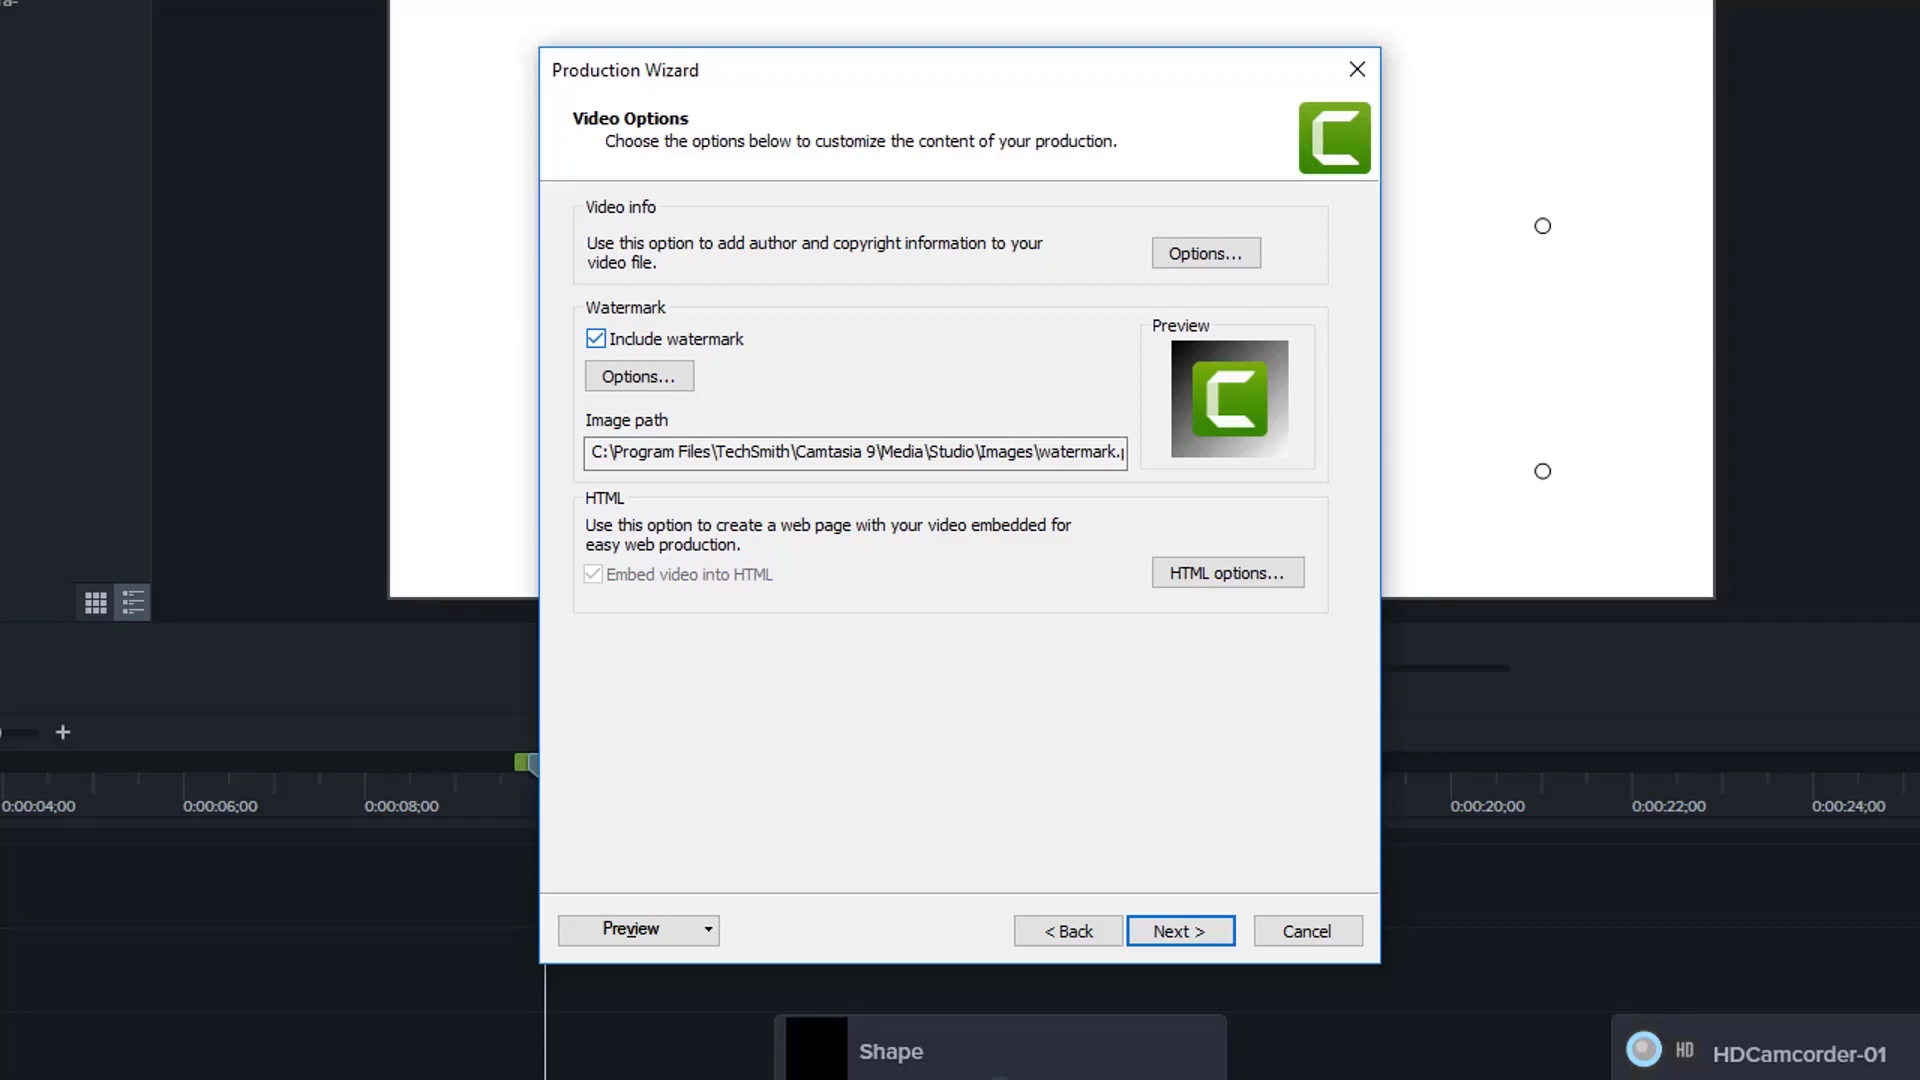 Production Wizard
Video Options
Choose the options below to customize the content of your production.
Video info
Use this option to add author and copyright information to your
video file.
Options...
Watermark
Include watermark
Options...
Preview
Image path
C:\Program Files\TechSmith\Camtasia 9\Media\Studio\Images\watermark.p
HTML
Use this option to create a web page with your video embedded for
easy web production.
Embed video into HTML
HTML options...
0:00:04;00 0:00:06;00 0:00:08;00 0:00:20;00 0:00:22;00 0:00:24;00
Preview < Back Next > Cancel
Shape
HD HDCamcorder-01